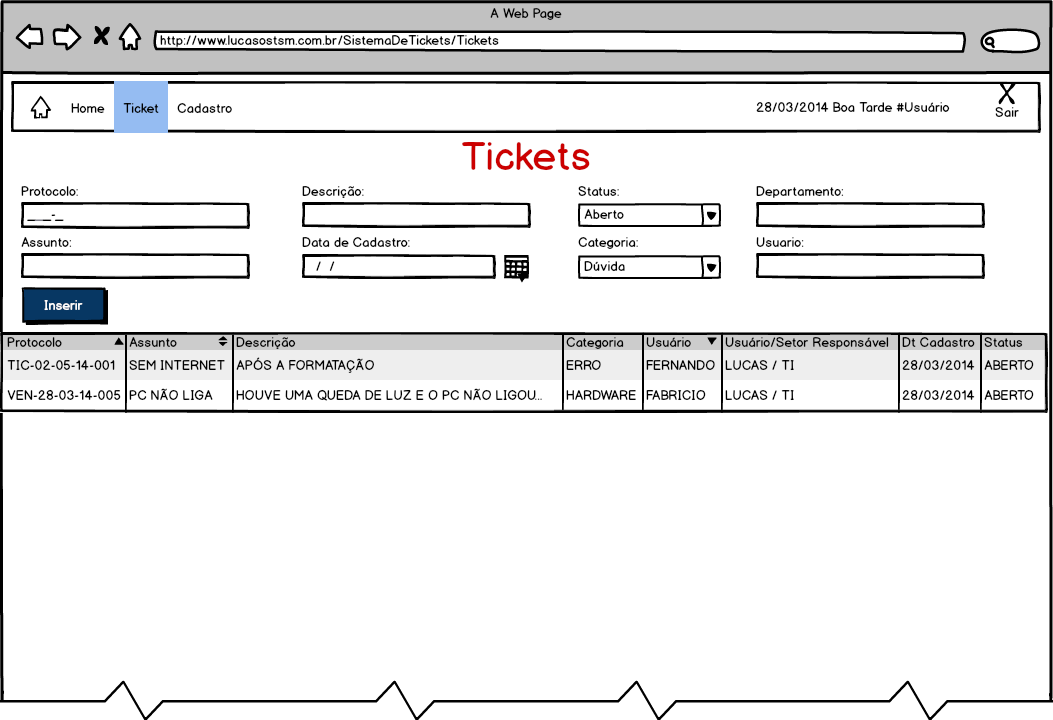 A Web Page
http://www.lucasostsm.com.br/SistemaDeTickets/Tickets
Home Ticket Cadastro 28/03/2014 Boa Tarde #Usuário Sair
Tickets
Protocolo: Descrição: Status: Departamento:
___-_ Aberto
Assunto: Data de Cadastro: Categoria: Usuario:
/ / Dúvida
Inserir
Protocolo Assunto Descrição Categoria Usuário Usuário/Setor Responsável Dt Cadastro Status
TIC-02-05-14-001 SEM INTERNET APÓS A FORMATAÇÃO ERRO FERNANDO LUCAS / TI 28/03/2014 ABERTO
VEN-28-03-14-005 PC NÃO LIGA HOUVE UMA QUEDA DE LUZ E O PC NÃO LIGOU... HARDWARE FABRICIO LUCAS / TI 28/03/2014 ABERTO